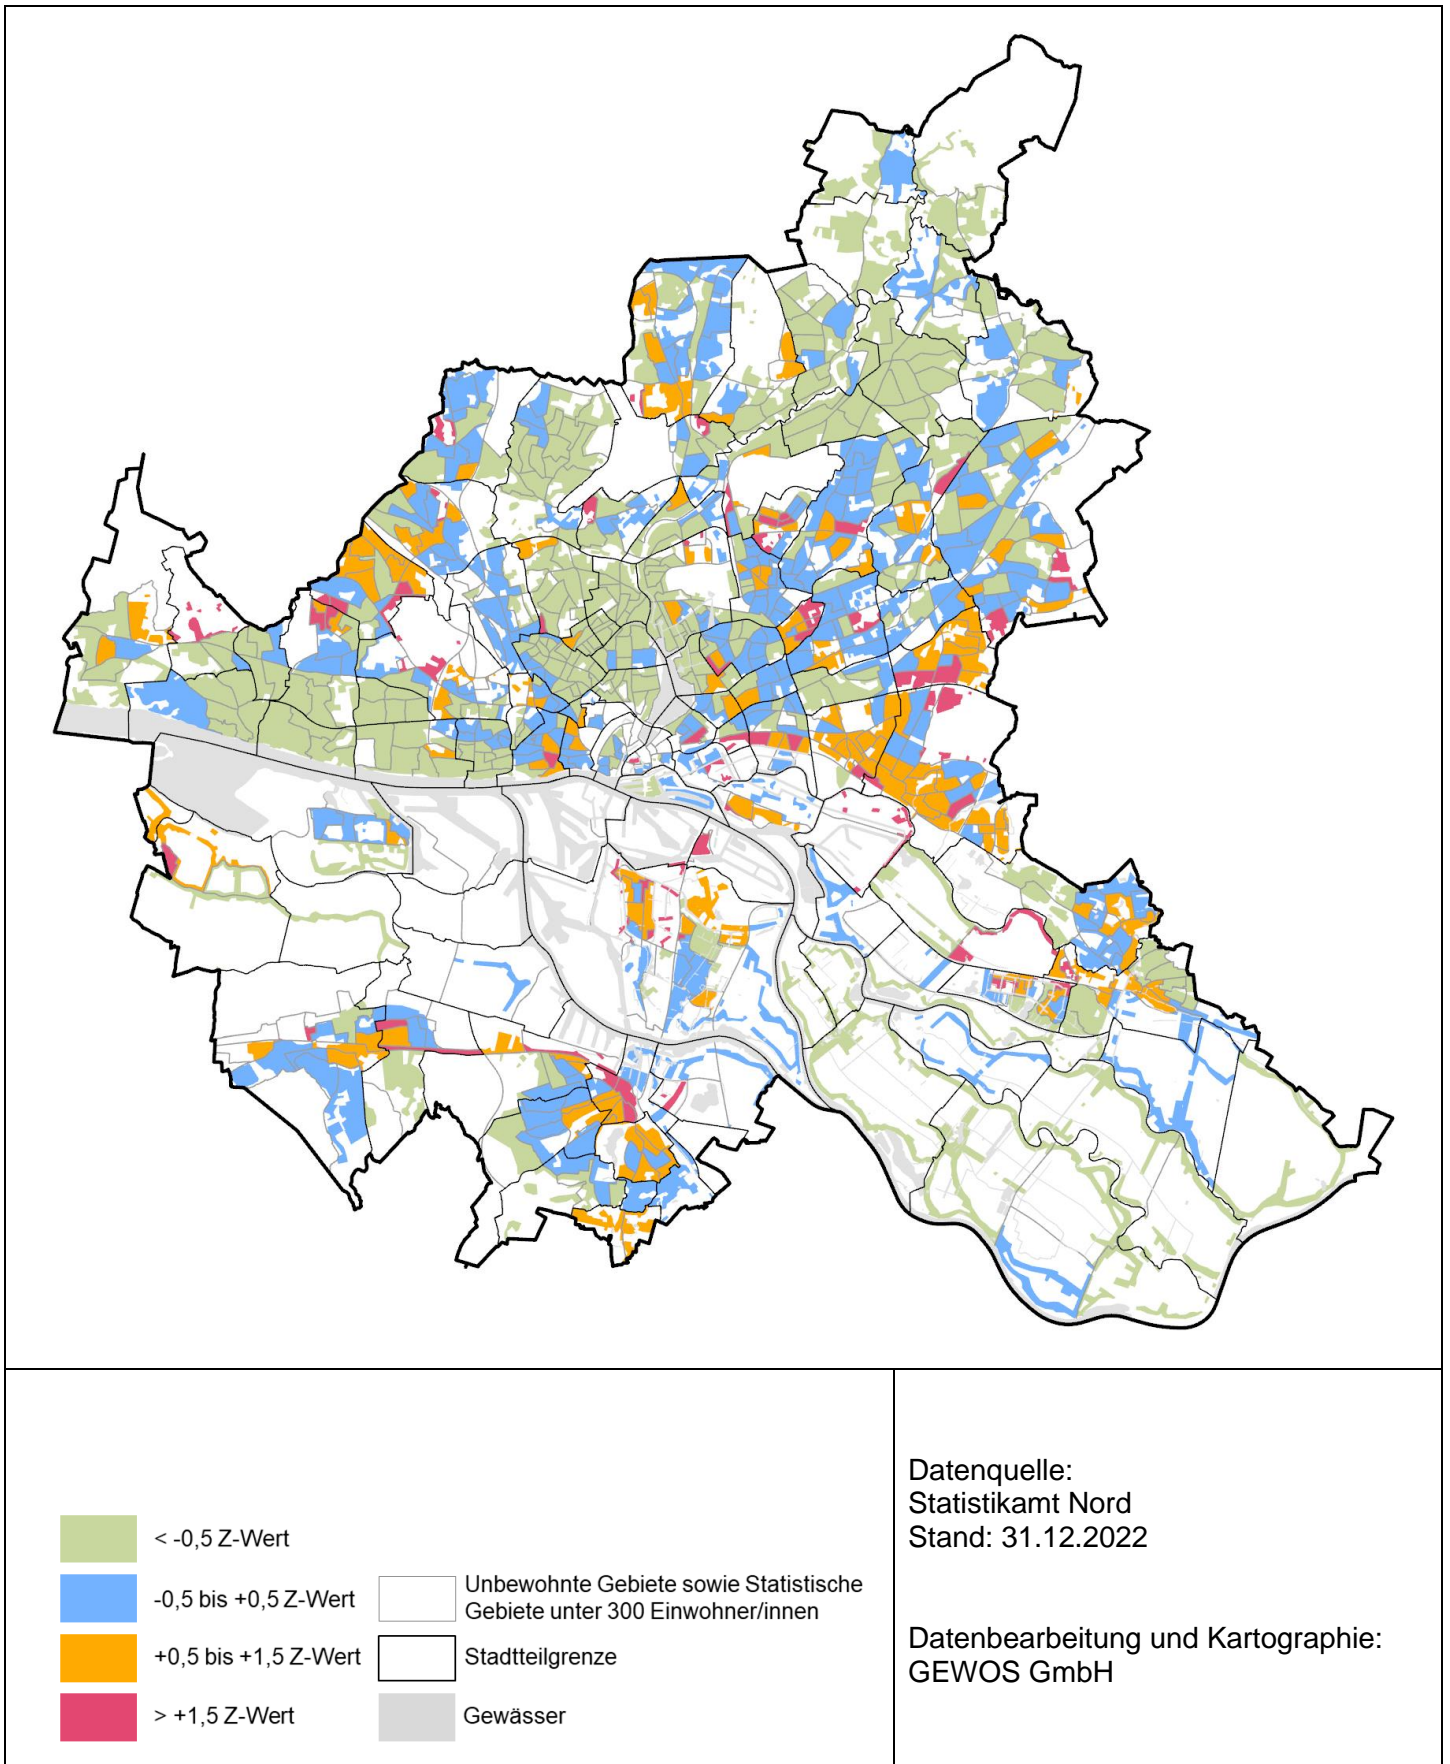 < -0,5 Z-Wert
-0,5 bis +0,5 Z-Wert
+0,5 bis +1,5 Z-Wert
> +1,5 Z-Wert
Unbewohnte Gebiete sowie Statistische
Gebiete unter 300 Einwohner/innen
Stadtteilgrenze
Gewässer
Datenquelle:
Statistikamt Nord
Stand: 31.12.2022
Datenbearbeitung und Kartographie:
GEWOS GmbH